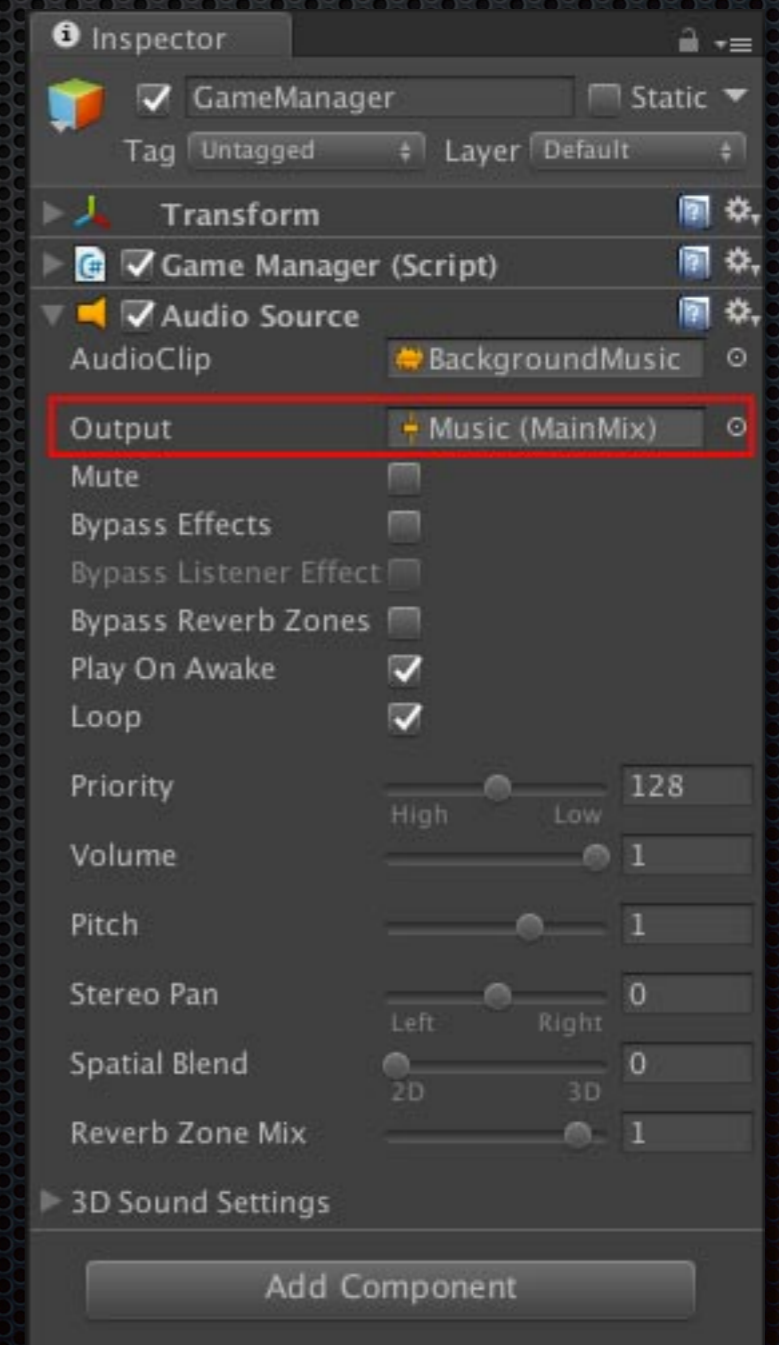 Inspector
GameManager Static
Tag Untagged Layer Default
Transform
Game Manager (Script)
Audio Source
AudioClip BackgroundMusic
Output Music (MainMix)
Mute
Bypass Effects
Bypass Listener Effect
Bypass Reverb Zones
Play On Awake
Loop
Priority 128
High Low
Volume 1
Pitch 1
Stereo Pan 0
Left Right
Spatial Blend 0
2D 3D
Reverb Zone Mix 1
3D Sound Settings
Add Component